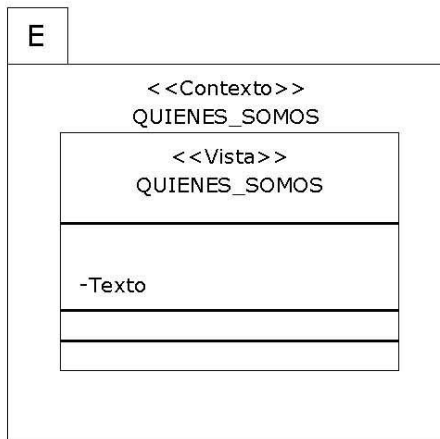 E
<<Contexto>>
QUIENES_SOMOS
<<Vista>>
QUIENES_SOMOS
-Texto